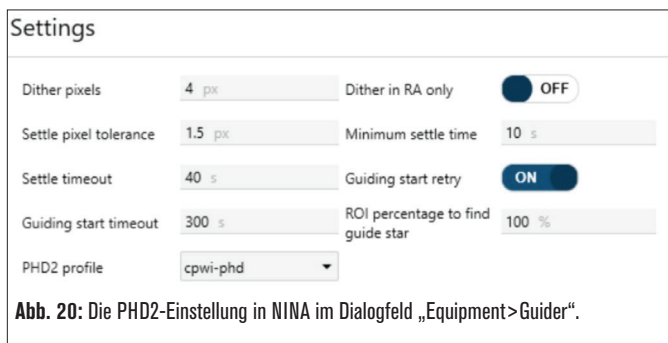 Settings
Dither pixels 4 px Dither in RA only OFF
Settle pixel tolerance 1.5 px Minimum settle time 10 s
Settle timeout 40 s Guiding start retry ON
Guiding start timeout 300 s ROI percentage to find guide star 100 %
PHD2 profile cpwi-phd
Abb. 20: Die PHD2-Einstellung in NINA im Dialogfeld „Equipment>Guider“.